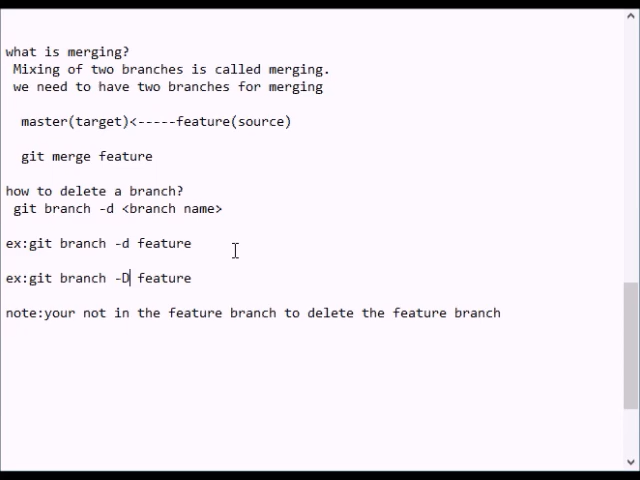 what is merging?
Mixing of two branches is called merging.
we need to have two branches for merging
master(target)<-----feature(source)
git merge feature
how to delete a branch?
git branch -d <branch name>
ex:git branch -d feature
ex:git branch -D feature
note:your not in the feature branch to delete the feature branch